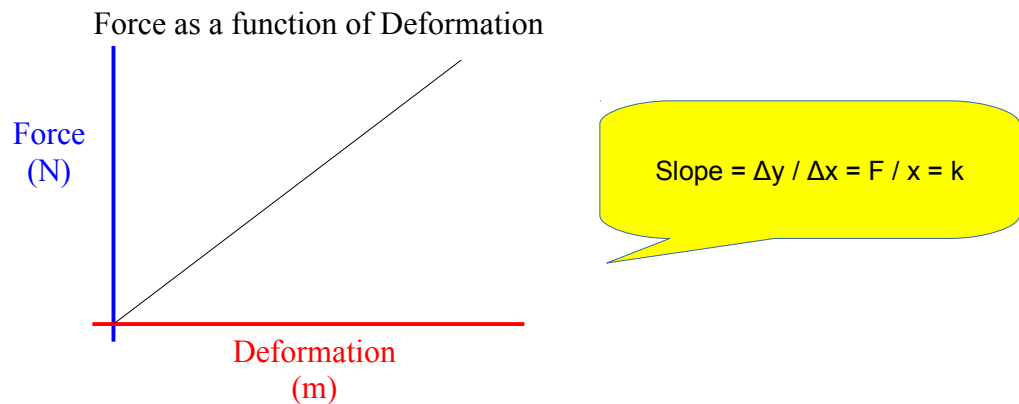 Force as a function of Deformation
Force
(N)
Slope = Δy / Δx = F / x = k
Deformation
(m)